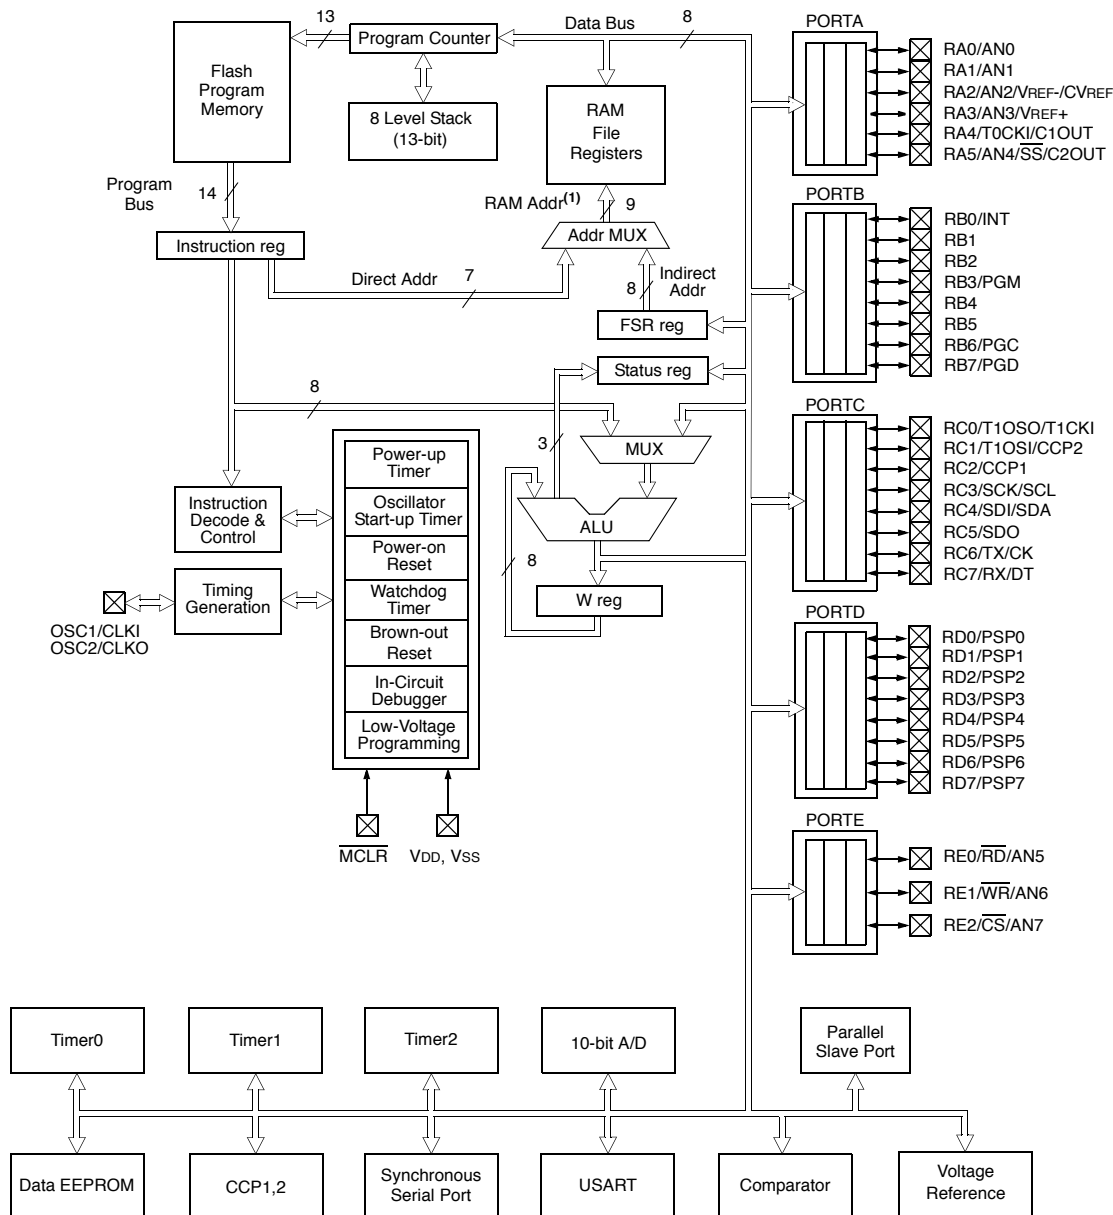 13
Data Bus
8
PORTA
Program Counter
Flash
Program
Memory
8 Level Stack
(13-bit)
RAM
File
Registers
RA0/AN0
RA1/AN1
RA2/AN2/VREF-/CVREF
RA3/AN3/VREF+
RA4/T0CKI/C1OUT
RA5/AN4/SS/C2OUT
Program
Bus
14
RAM Addr(1)
9
PORTB
Instruction reg
Addr MUX
Direct Addr
7
8
Indirect
Addr
FSR reg
RB0/INT
RB1
RB2
RB3/PGM
RB4
RB5
RB6/PGC
RB7/PGD
Status reg
8
3
MUX
PORTC
RC0/T1OSO/T1CKI
RC1/T1OSI/CCP2
RC2/CCP1
RC3/SCK/SCL
RC4/SDI/SDA
RC5/SDO
RC6/TX/CK
RC7/RX/DT
Power-up
Timer
Oscillator
Start-up Timer
Power-on
Reset
Watchdog
Timer
Brown-out
Reset
In-Circuit
Debugger
Low-Voltage
Programming
Instruction
Decode &
Control
ALU
8
W reg
Timing
Generation
OSC1/CLKI
OSC2/CLKO
PORTD
RD0/PSP0
RD1/PSP1
RD2/PSP2
RD3/PSP3
RD4/PSP4
RD5/PSP5
RD6/PSP6
RD7/PSP7
MCLR
VDD, VSS
PORTE
RE0/RD/AN5
RE1/WR/AN6
RE2/CS/AN7
Timer0
Timer1
Timer2
10-bit A/D
Parallel
Slave Port
Data EEPROM
CCP1,2
Synchronous
Serial Port
USART
Comparator
Voltage
Reference